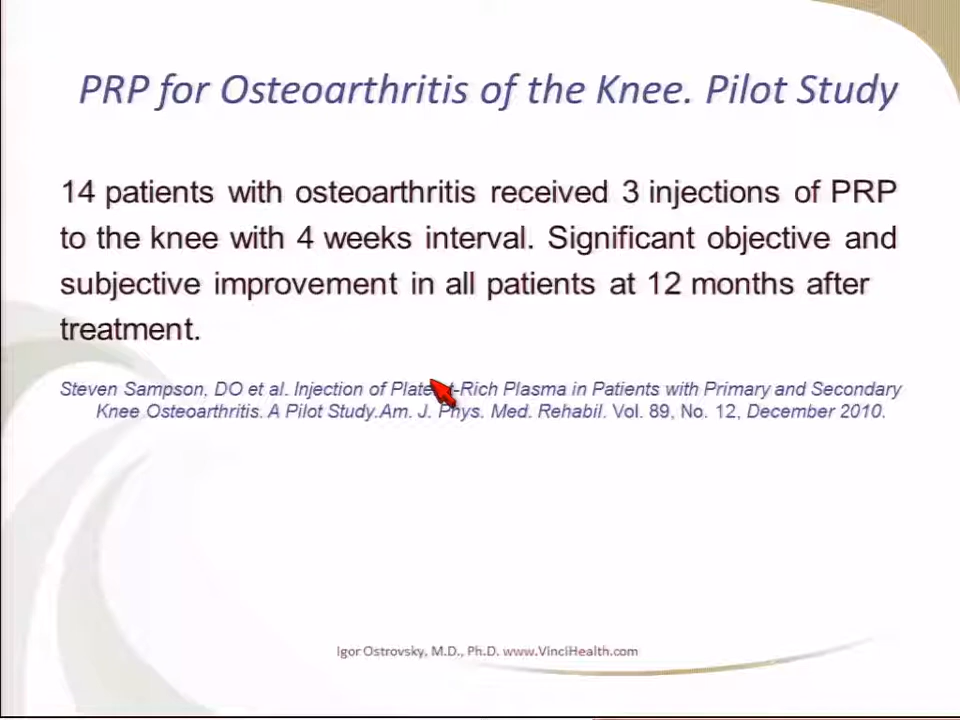 PRP for Osteoarthritis of the Knee. Pilot Study
14 patients with osteoarthritis received 3 injections of PRP
to the knee with 4 weeks interval. Significant objective and
subjective improvement in all patients at 12 months after
treatment.
Steven Sampson, DO et al. Injection of Platelet-Rich Plasma in Patients with Primary and Secondary
Knee Osteoarthritis. A Pilot Study.Am. J. Phys. Med. Rehabil. Vol. 89, No. 12, December 2010.
Igor Ostrovsky, M.D., Ph.D. www.VinciHealth.com